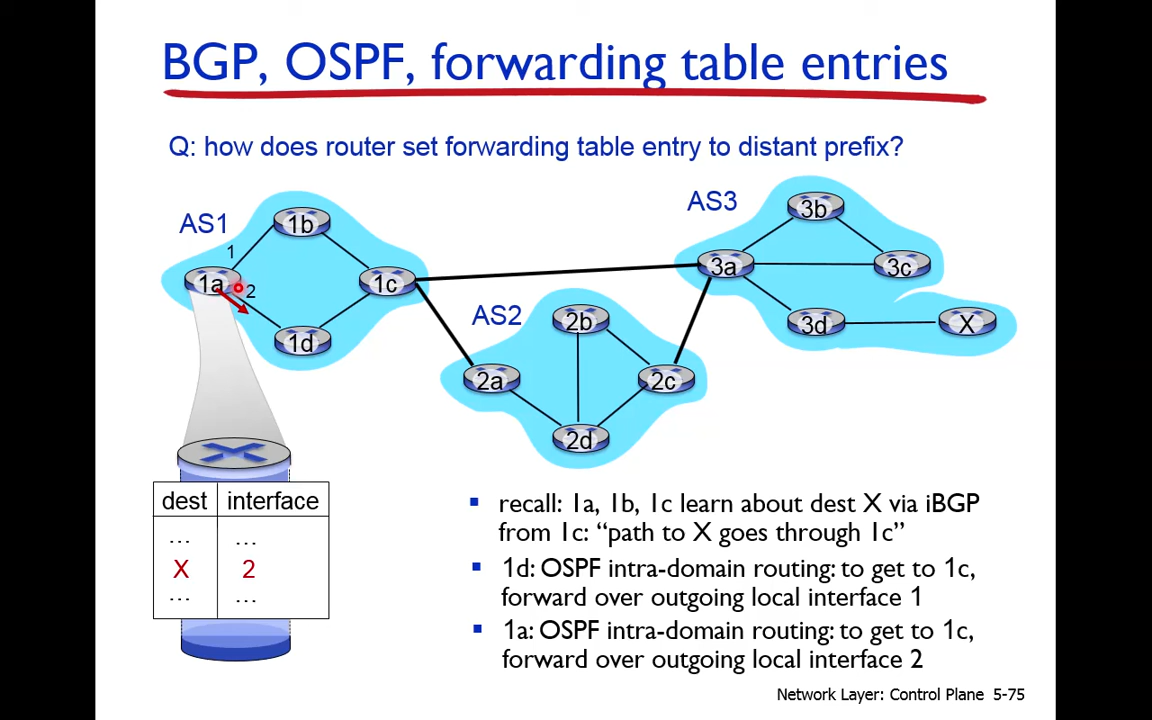 BGP, OSPF, forwarding table entries
Q: how does router set forwarding table entry to distant prefix?
AS1
1b
1
1a
2
1c
1d
AS2
2b
2a
2c
2d
AS3
3b
3a
3c
3d
X
dest interface
… …
X 2
… …
▪ recall: 1a, 1b, 1c learn about dest X via iBGP
from 1c: “path to X goes through 1c”
▪ 1d: OSPF intra-domain routing: to get to 1c,
forward over outgoing local interface 1
▪ 1a: OSPF intra-domain routing: to get to 1c,
forward over outgoing local interface 2
Network Layer: Control Plane 5-75